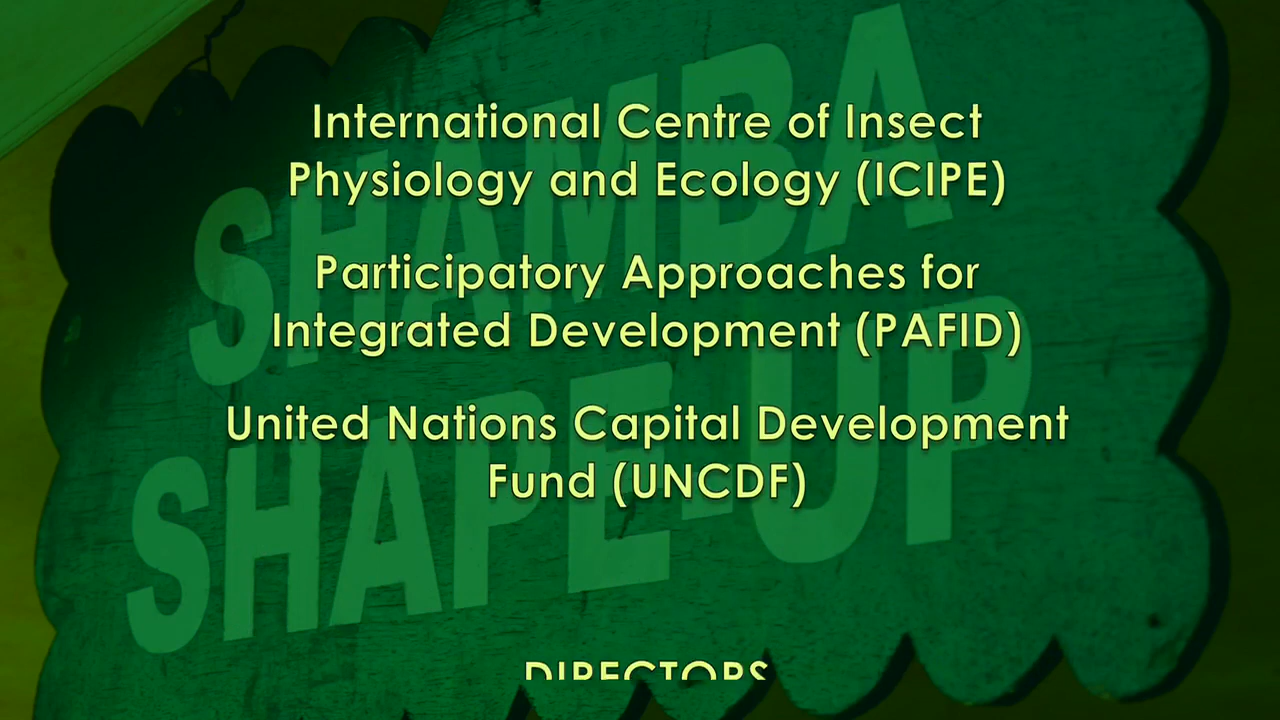 International Centre of Insect
Physiology and Ecology (ICIPE)
Participatory Approaches for
Integrated Development (PAFID)
United Nations Capital Development
Fund (UNCDF)
DIRECTORS
SHAMBA
SHAPE UP